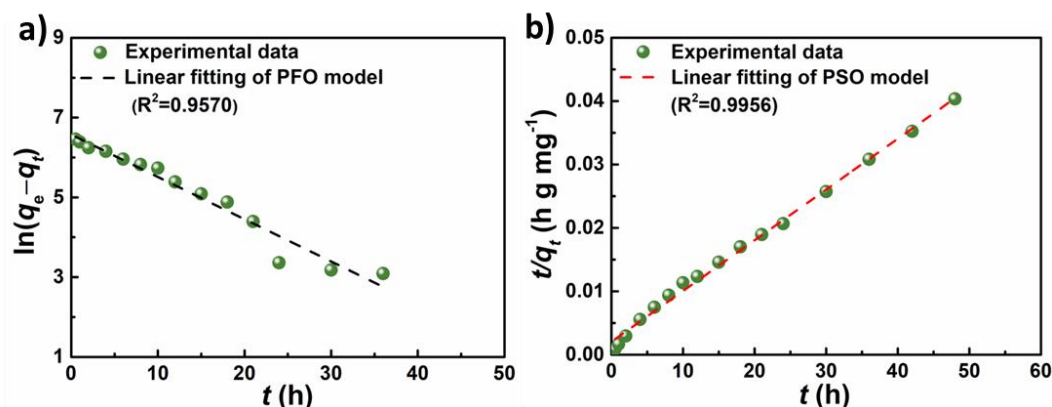 a)
Experimental data
Linear fitting of PFO model
(R²=0.9570)
ln(qₑ−qₜ)
9
7
5
3
1
0
10
20
30
40
50
t (h)
b)
Experimental data
Linear fitting of PSO model
(R²=0.9956)
t/qₜ (h g mg⁻¹)
0.05
0.04
0.03
0.02
0.01
0.00
0
10
20
30
40
50
60
t (h)